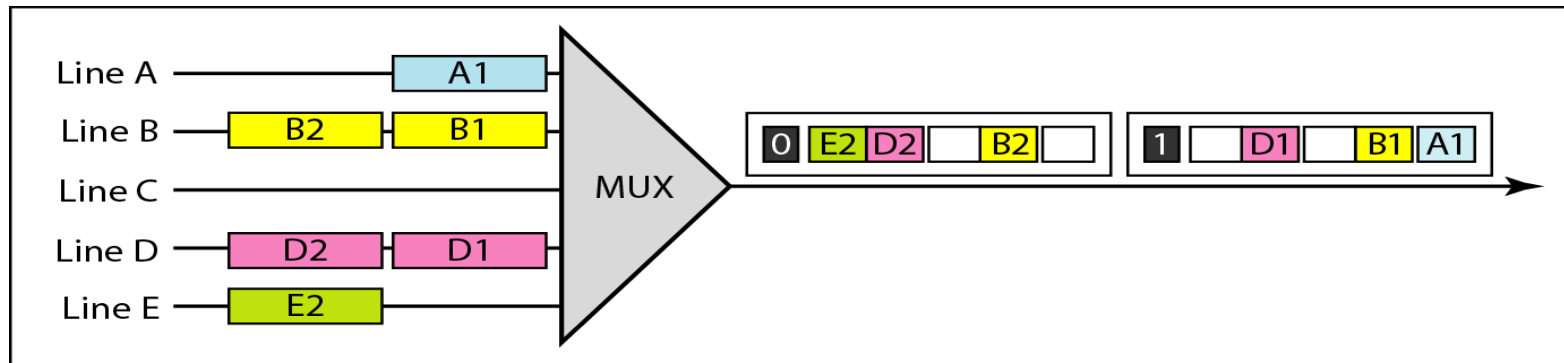 Line A A1
Line B B2 B1
Line C
Line D D2 D1
Line E E2
MUX
0 E2 D2 B2
1 D1 B1 A1